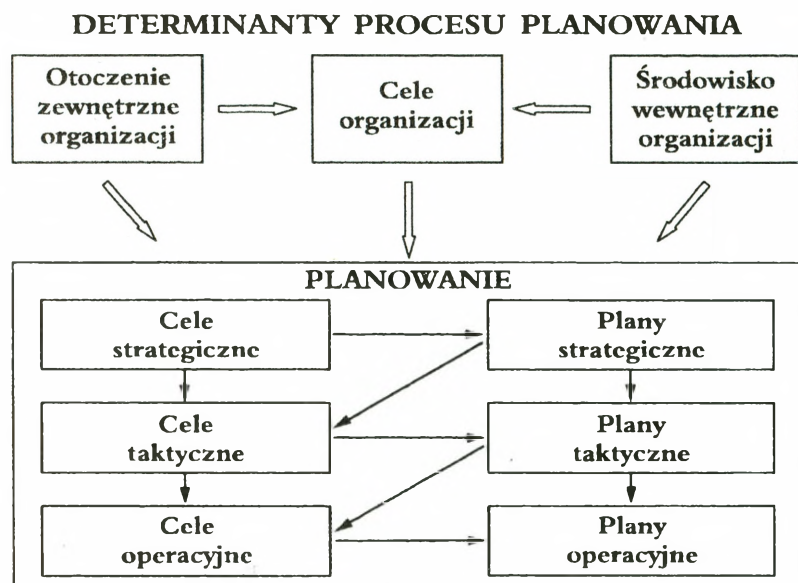 DETERMINANTY PROCESU PLANOWANIA
Otoczenie
zewnętrzne
organizacji
Cele
organizacji
Środowisko
wewnętrzne
organizacji
PLANOWANIE
Cele
strategiczne
Plany
strategiczne
Cele
taktyczne
Plany
taktyczne
Cele
operacyjne
Plany
operacyjne